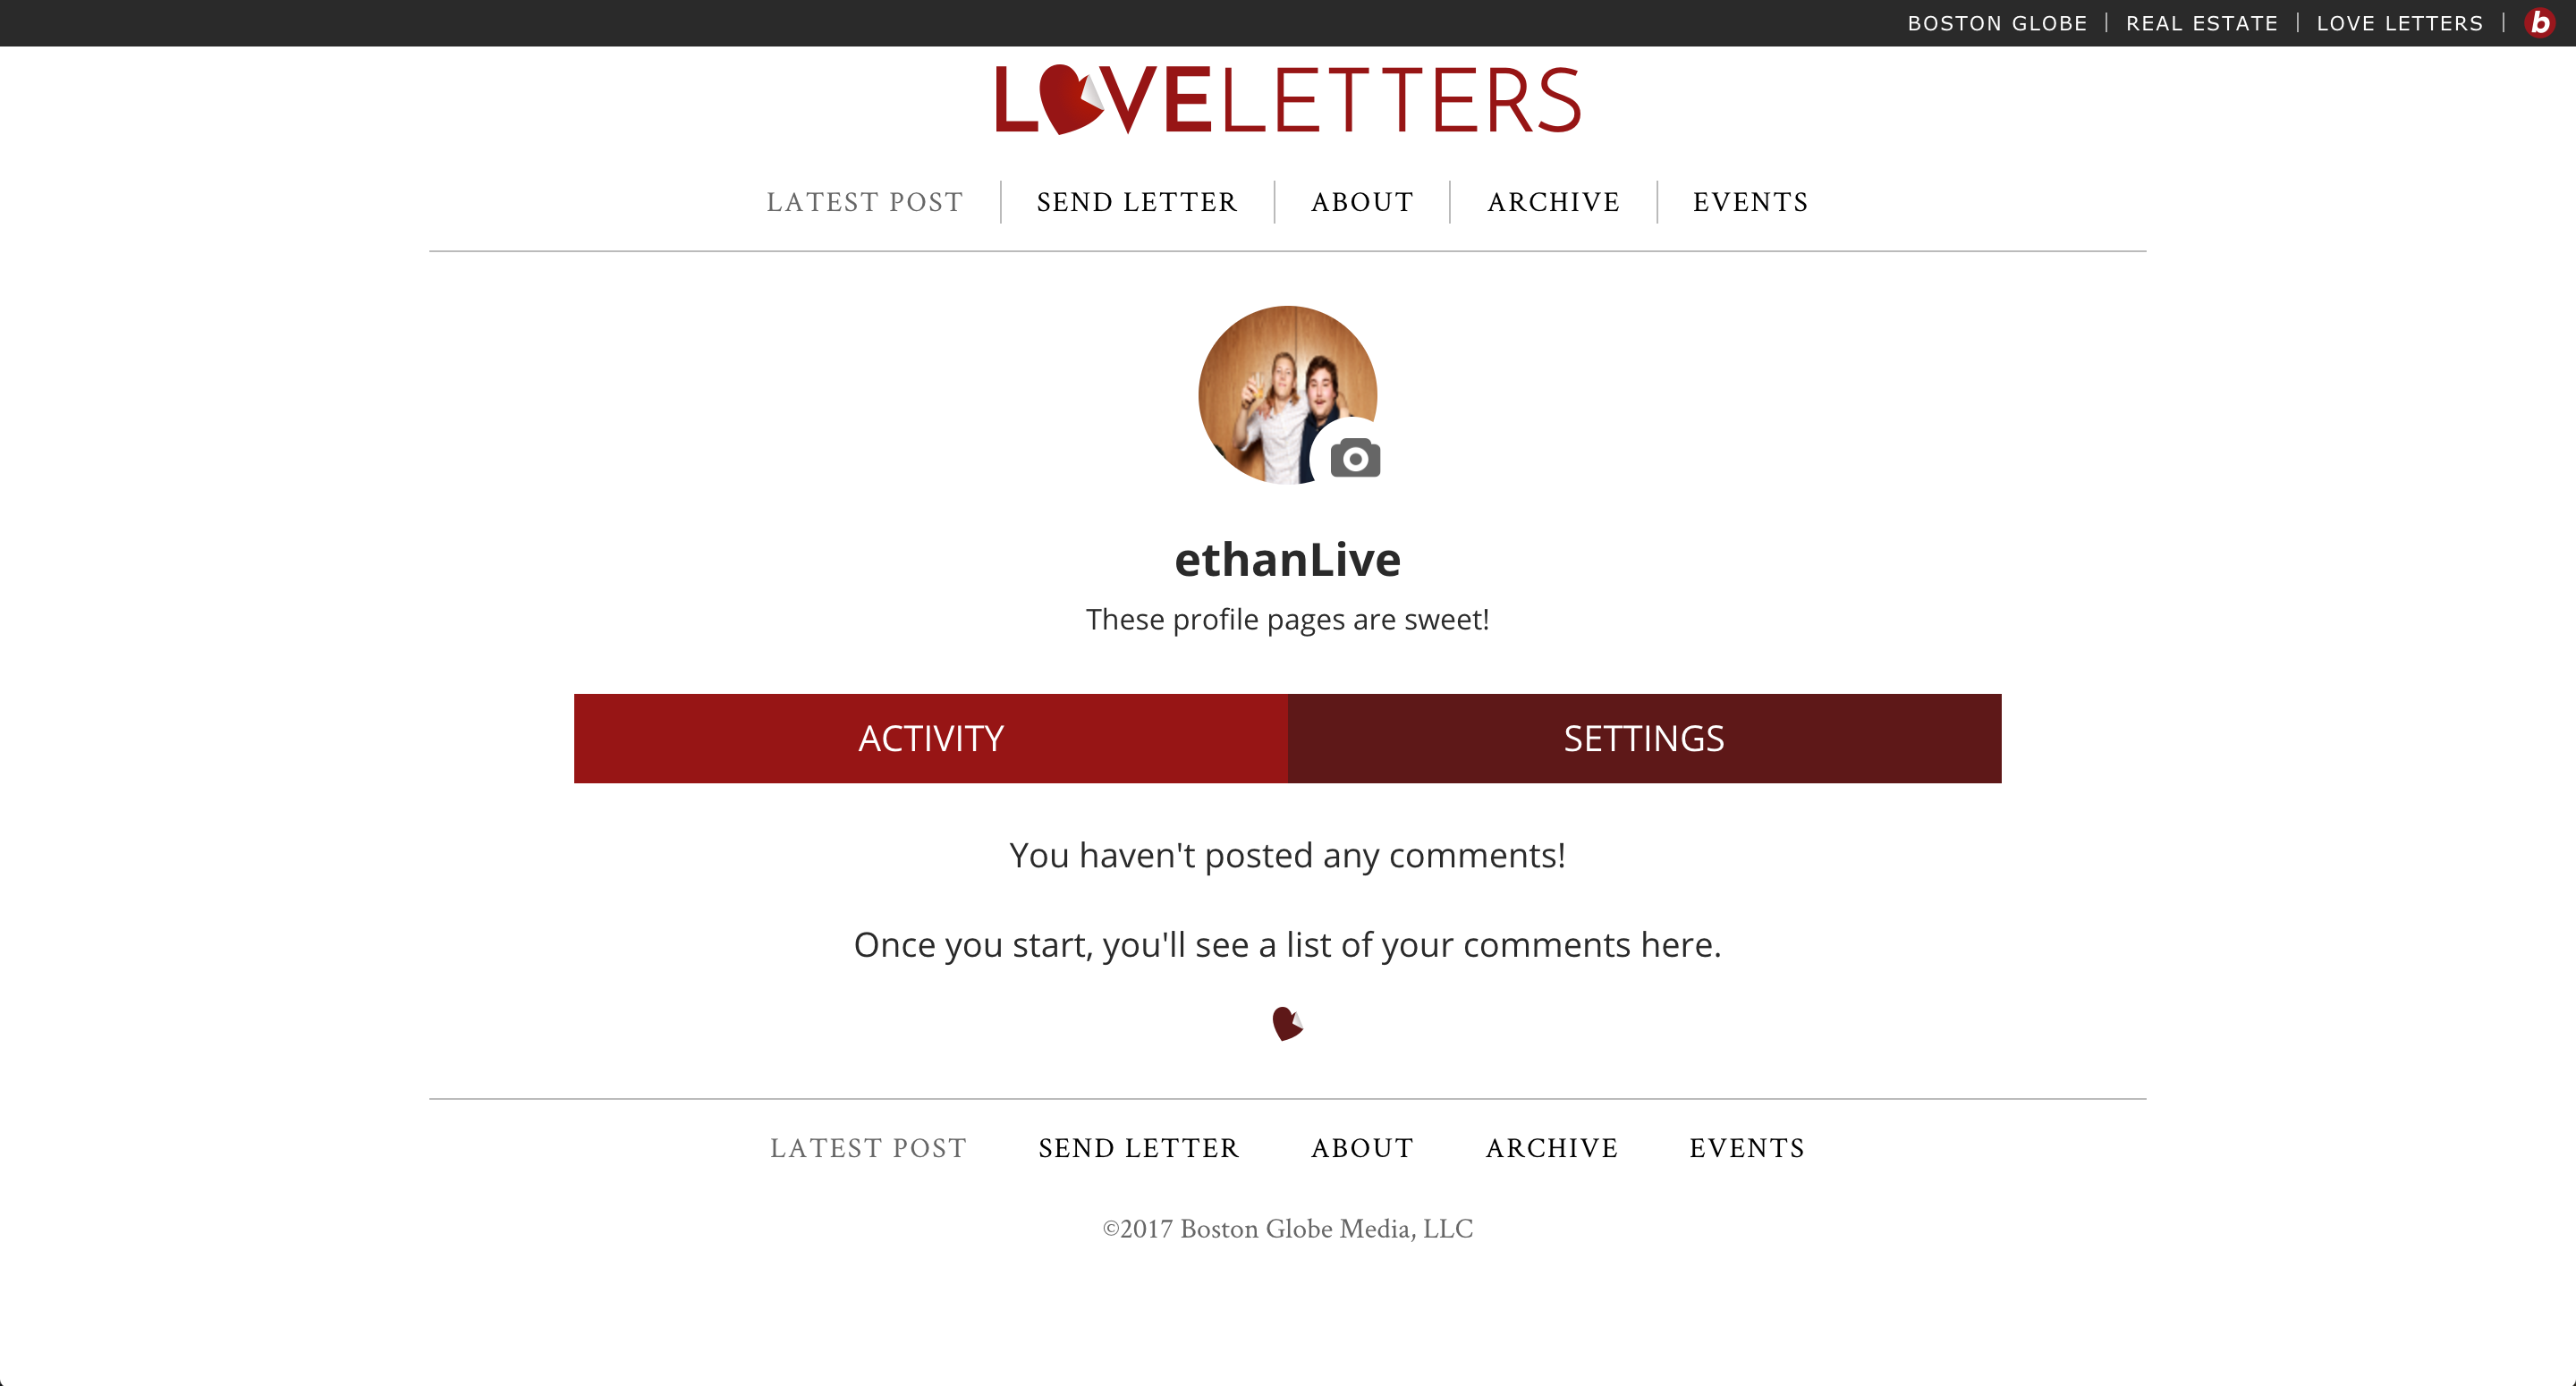 BOSTON GLOBE | REAL ESTATE | LOVE LETTERS | b
LOVELETTERS
LATEST POST | SEND LETTER | ABOUT | ARCHIVE | EVENTS
ethanLive
These profile pages are sweet!
ACTIVITY SETTINGS
You haven't posted any comments!
Once you start, you'll see a list of your comments here.
LATEST POST SEND LETTER ABOUT ARCHIVE EVENTS
©2017 Boston Globe Media, LLC